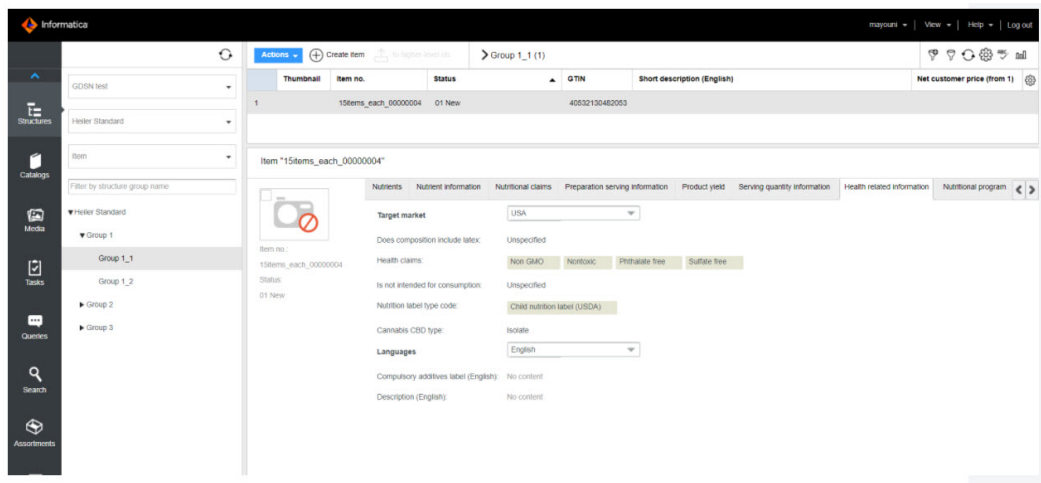 Informatica
mayouni
View
Help
Log out
Actions
Create item
to higher level no.
Group 1_1 (1)
Thumbnail Item no. Status GTIN Short description (English) Net customer price (from 1)
1 15items_each_00000004 01 New 40532130482053
Structures
Catalogs
Media
Tasks
Queries
Search
Assortments
GDSN test
Heiler Standard
Item
Filter by structure group name
Heiler Standard
Group 1
Group 1_1
Group 1_2
Group 2
Group 3
Item "15items_each_00000004"
Item no.:
15items_each_00000004
Status:
01 New
Nutrients Nutrient information Nutritional claims Preparation serving information Product yield Serving quantity information Health related information Nutritional program
Target market USA
Does composition include latex: Unspecified
Health claims: Non GMO Nontoxic Phthalate free Sulfate free
Is not intended for consumption: Unspecified
Nutrition label type code: Child nutrition label (USDA)
Cannabis CBD type: Isolate
Languages English
Compulsory additives label (English): No content
Description (English): No content